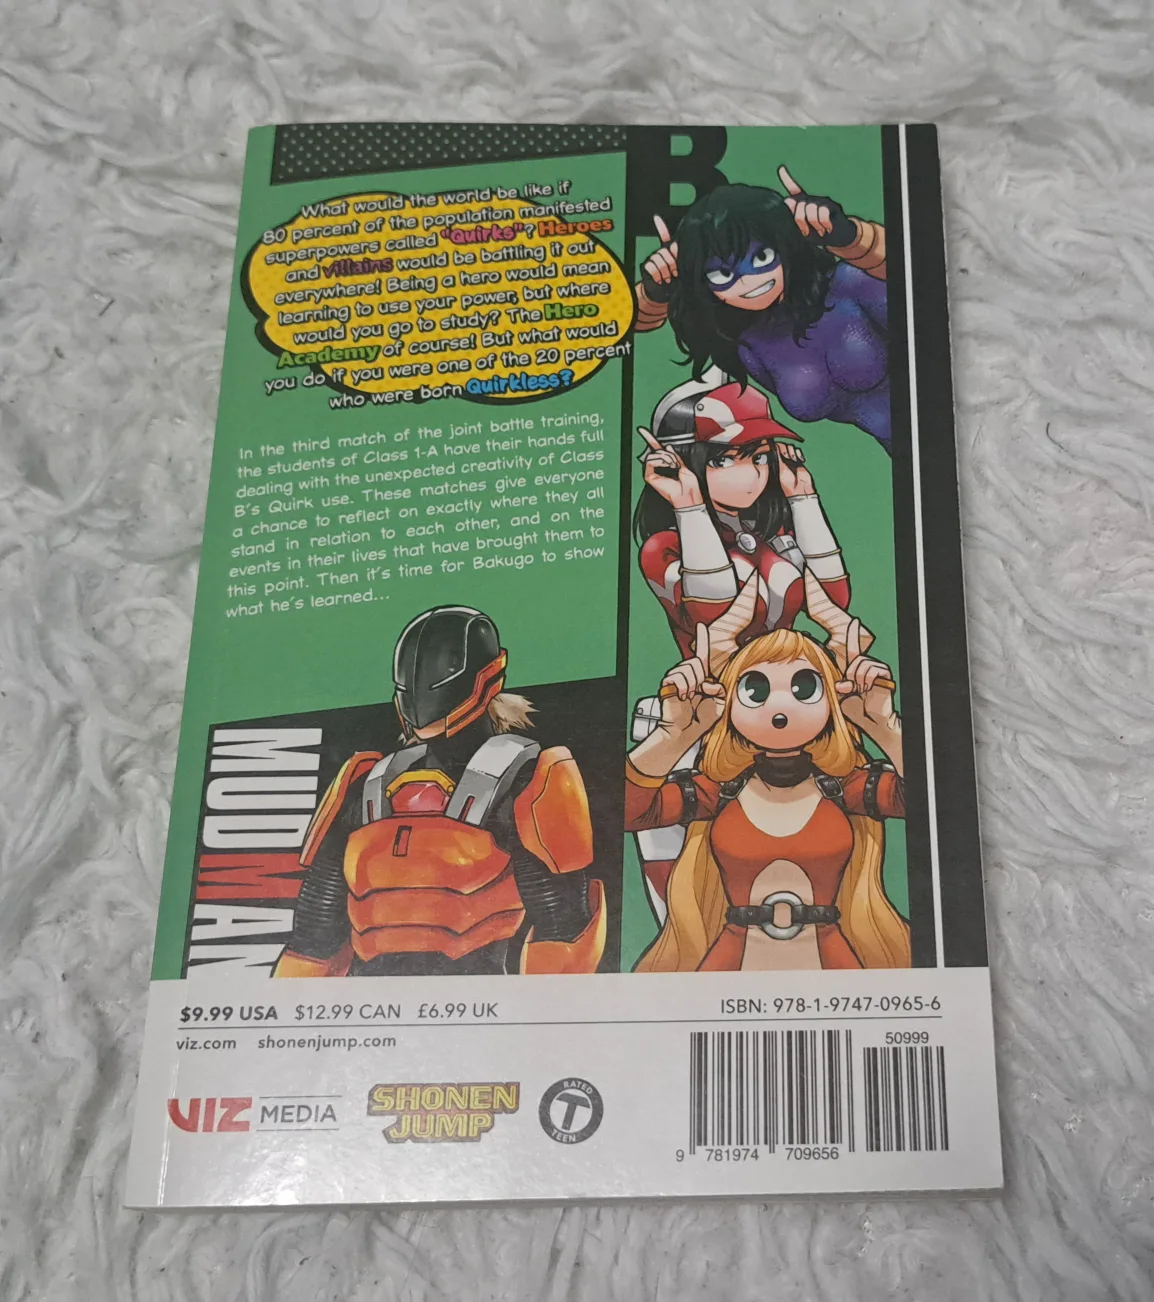 B
What would the world be like if
80 percent of the population manifested
superpowers called "Quirks"? Heroes
and villains would be battling it out
everywhere! Being a hero would mean
learning to use your power, but where
would you go to study? The Hero
Academy of course! But what would
you do if you were one of the 20 percent
who were born Quirkless?
In the third match of the joint battle training,
the students of Class 1-A have their hands full
dealing with the unexpected creativity of Class
B's Quirk use. These matches give everyone
a chance to reflect on exactly where they all
stand in relation to each other, and on the
events in their lives that have brought them to
this point. Then it's time for Bakugo to show
what he's learned...
MUDMAN
$9.99 USA $12.99 CAN £6.99 UK
ISBN: 978-1-9747-0965-6
viz.com shonenjump.com
50999
VIZ MEDIA
SHONEN
JUMP
RATED
T
TEEN
9 781974 709656